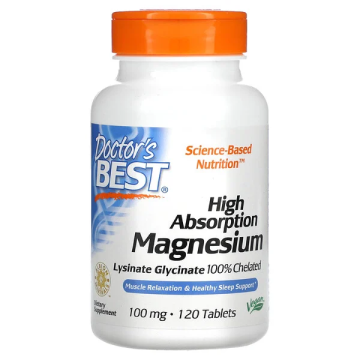 Doctor's
BEST®
Science-Based
Nutrition™
High
Absorption
Magnesium
Lysinate Glycinate 100% Chelated
Muscle Relaxation & Healthy Sleep Support*
Dietary
Supplement
Vegan
100 mg • 120 Tablets